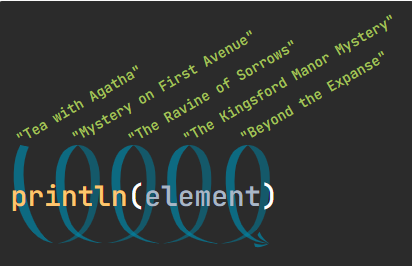 "Tea with Agatha"
"Mystery on First Avenue"
"The Ravine of Sorrows"
"The Kingsford Manor Mystery"
"Beyond the Expanse"
println(element)